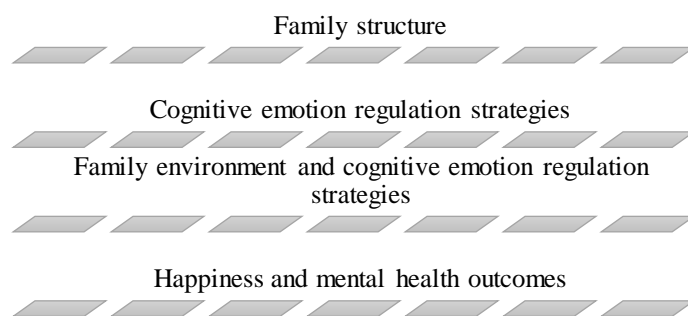 Family structure
Cognitive emotion regulation strategies
Family environment and cognitive emotion regulation
strategies
Happiness and mental health outcomes